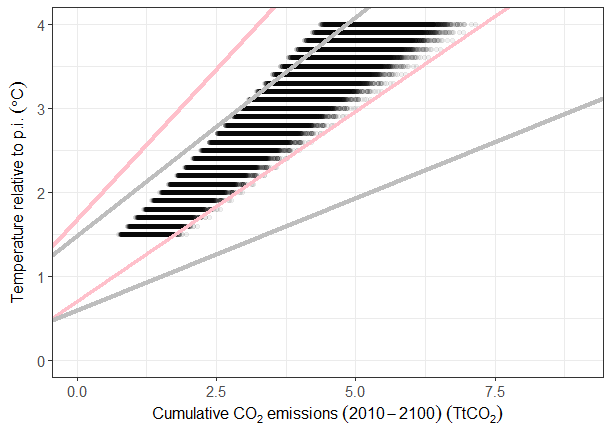 Temperature relative to p.i. (°C)
4
3
2
1
0
0.0 2.5 5.0 7.5
Cumulative CO₂ emissions (2010−2100) (TtCO₂)